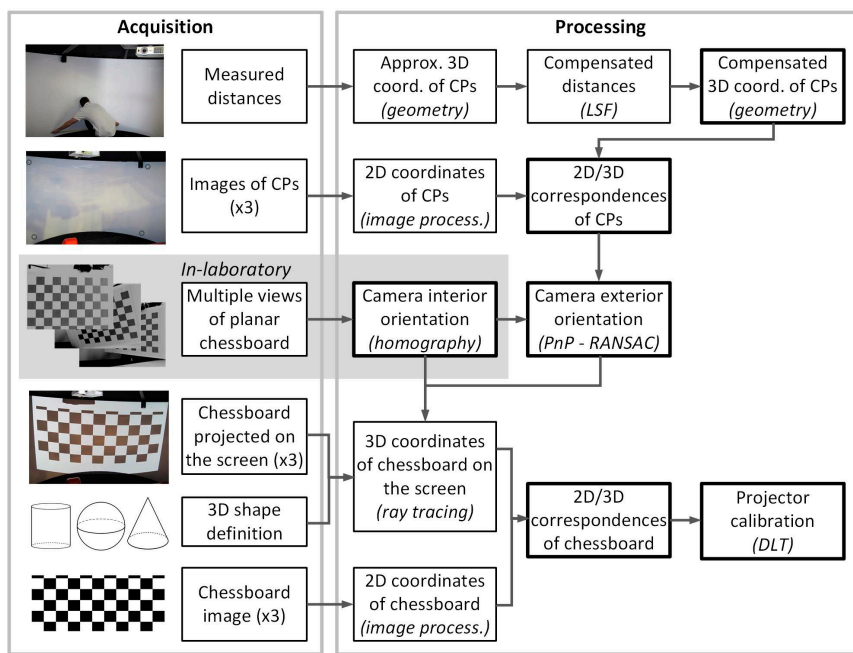 Acquisition
Processing
Measured
distances
Approx. 3D
coord. of CPs
(geometry)
Compensated
distances
(LSF)
Compensated
3D coord. of CPs
(geometry)
Images of CPs
(x3)
2D coordinates
of CPs
(image process.)
2D/3D
correspondences
of CPs
In-laboratory
Multiple views
of planar
chessboard
Camera interior
orientation
(homography)
Camera exterior
orientation
(PnP - RANSAC)
Chessboard
projected on
the screen (x3)
3D coordinates
of chessboard on
the screen
(ray tracing)
3D shape
definition
2D/3D
correspondences
of chessboard
Projector
calibration
(DLT)
Chessboard
image (x3)
2D coordinates
of chessboard
(image process.)